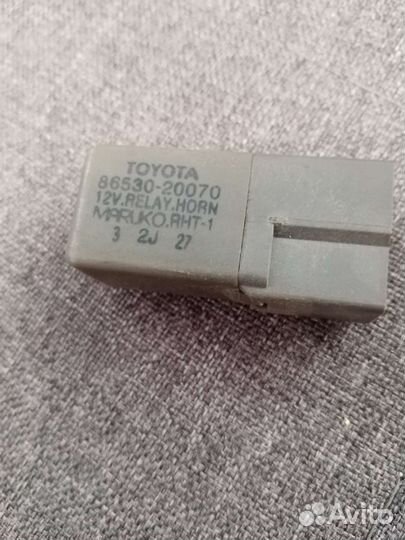 TOYOTA
86530-20070
12V.RELAY.HORN
MARUKO.RHT-1
3 2J 27
Avito